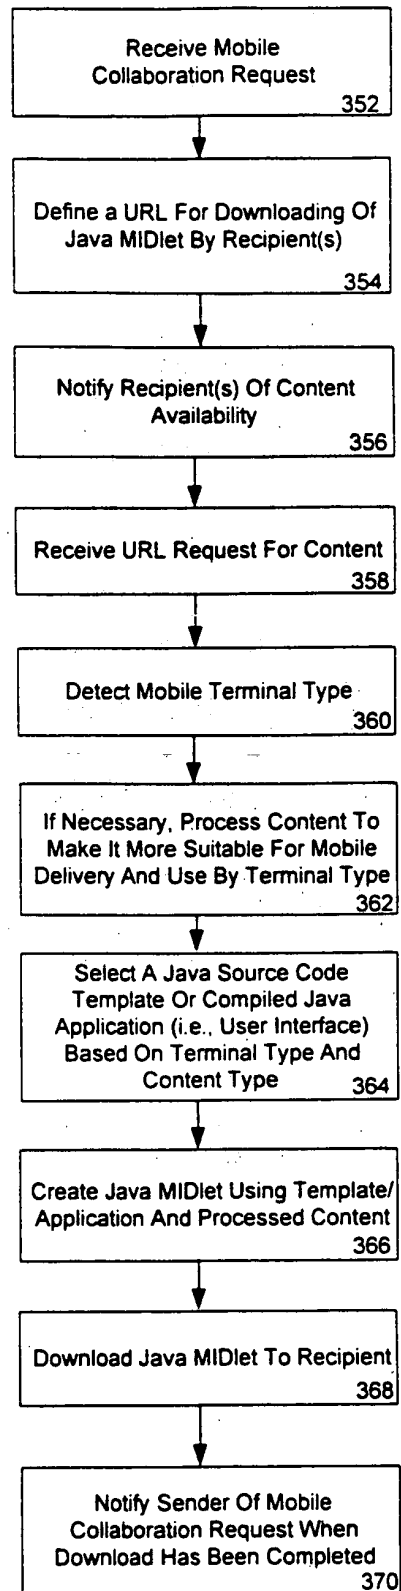 Receive Mobile
Collaboration Request
352
Define a URL For Downloading Of
Java MIDlet By Recipient(s)
354
Notify Recipient(s) Of Content
Availability
356
Receive URL Request For Content
358
Detect Mobile Terminal Type
360
If Necessary, Process Content To
Make It More Suitable For Mobile
Delivery And Use By Terminal Type
362
Select A Java Source Code
Template Or Compiled Java
Application (i.e., User Interface)
Based On Terminal Type And
Content Type
364
Create Java MIDlet Using Template/
Application And Processed Content
366
Download Java MIDlet To Recipient
368
Notify Sender Of Mobile
Collaboration Request When
Download Has Been Completed
370